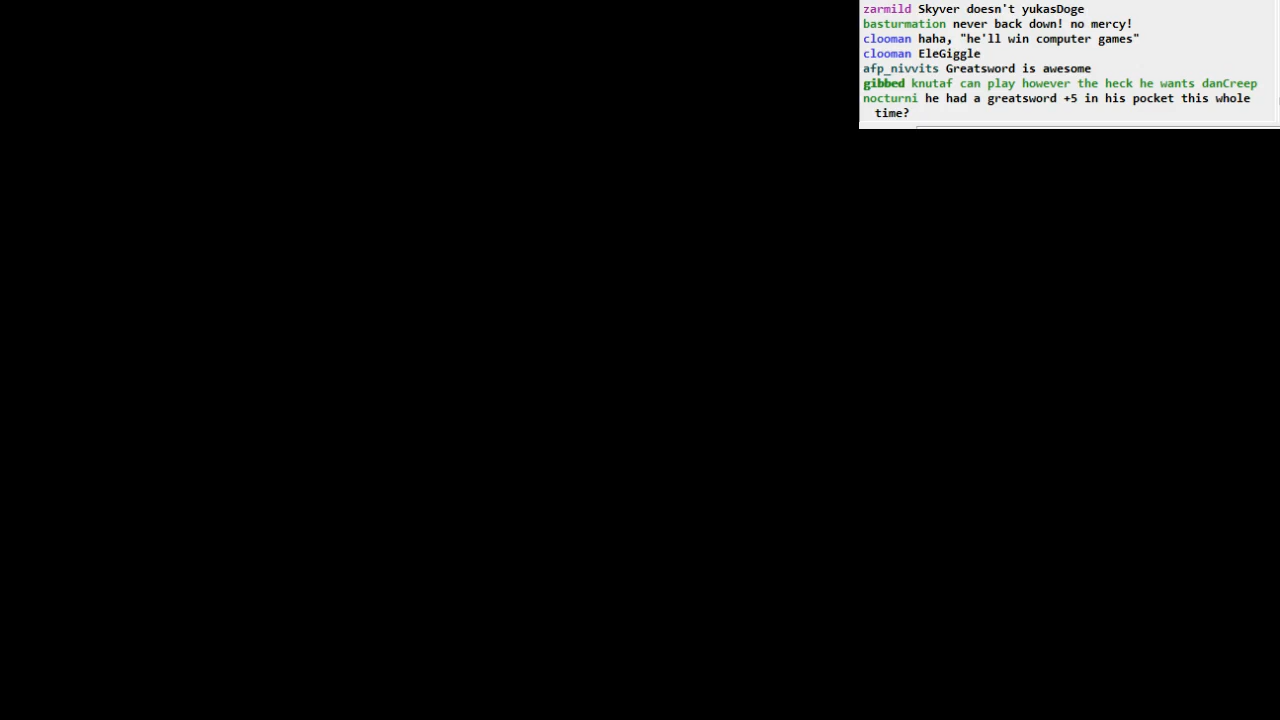 zarmild Skyver doesn't yukasDoge
basturmation never back down! no mercy!
clooman haha, "he'll win computer games"
clooman EleGiggle
afp_nivvits Greatsword is awesome
gibbed knutaf can play however the heck he wants danCreep
nocturni he had a greatsword +5 in his pocket this whole
time?